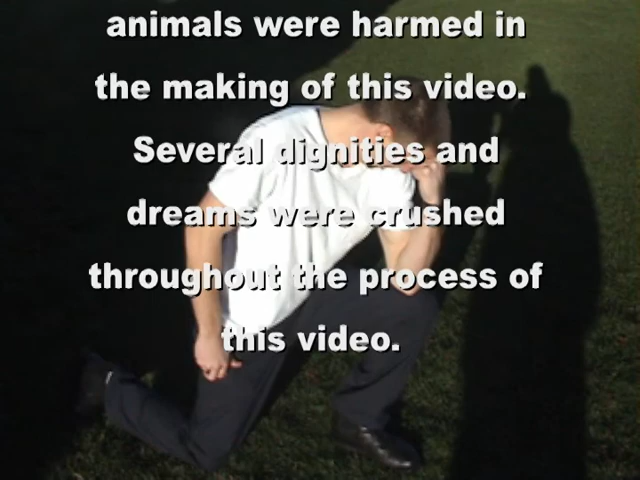 animals were harmed in
the making of this video.
Several dignities and
dreams were crushed
throughout the process of
this video.